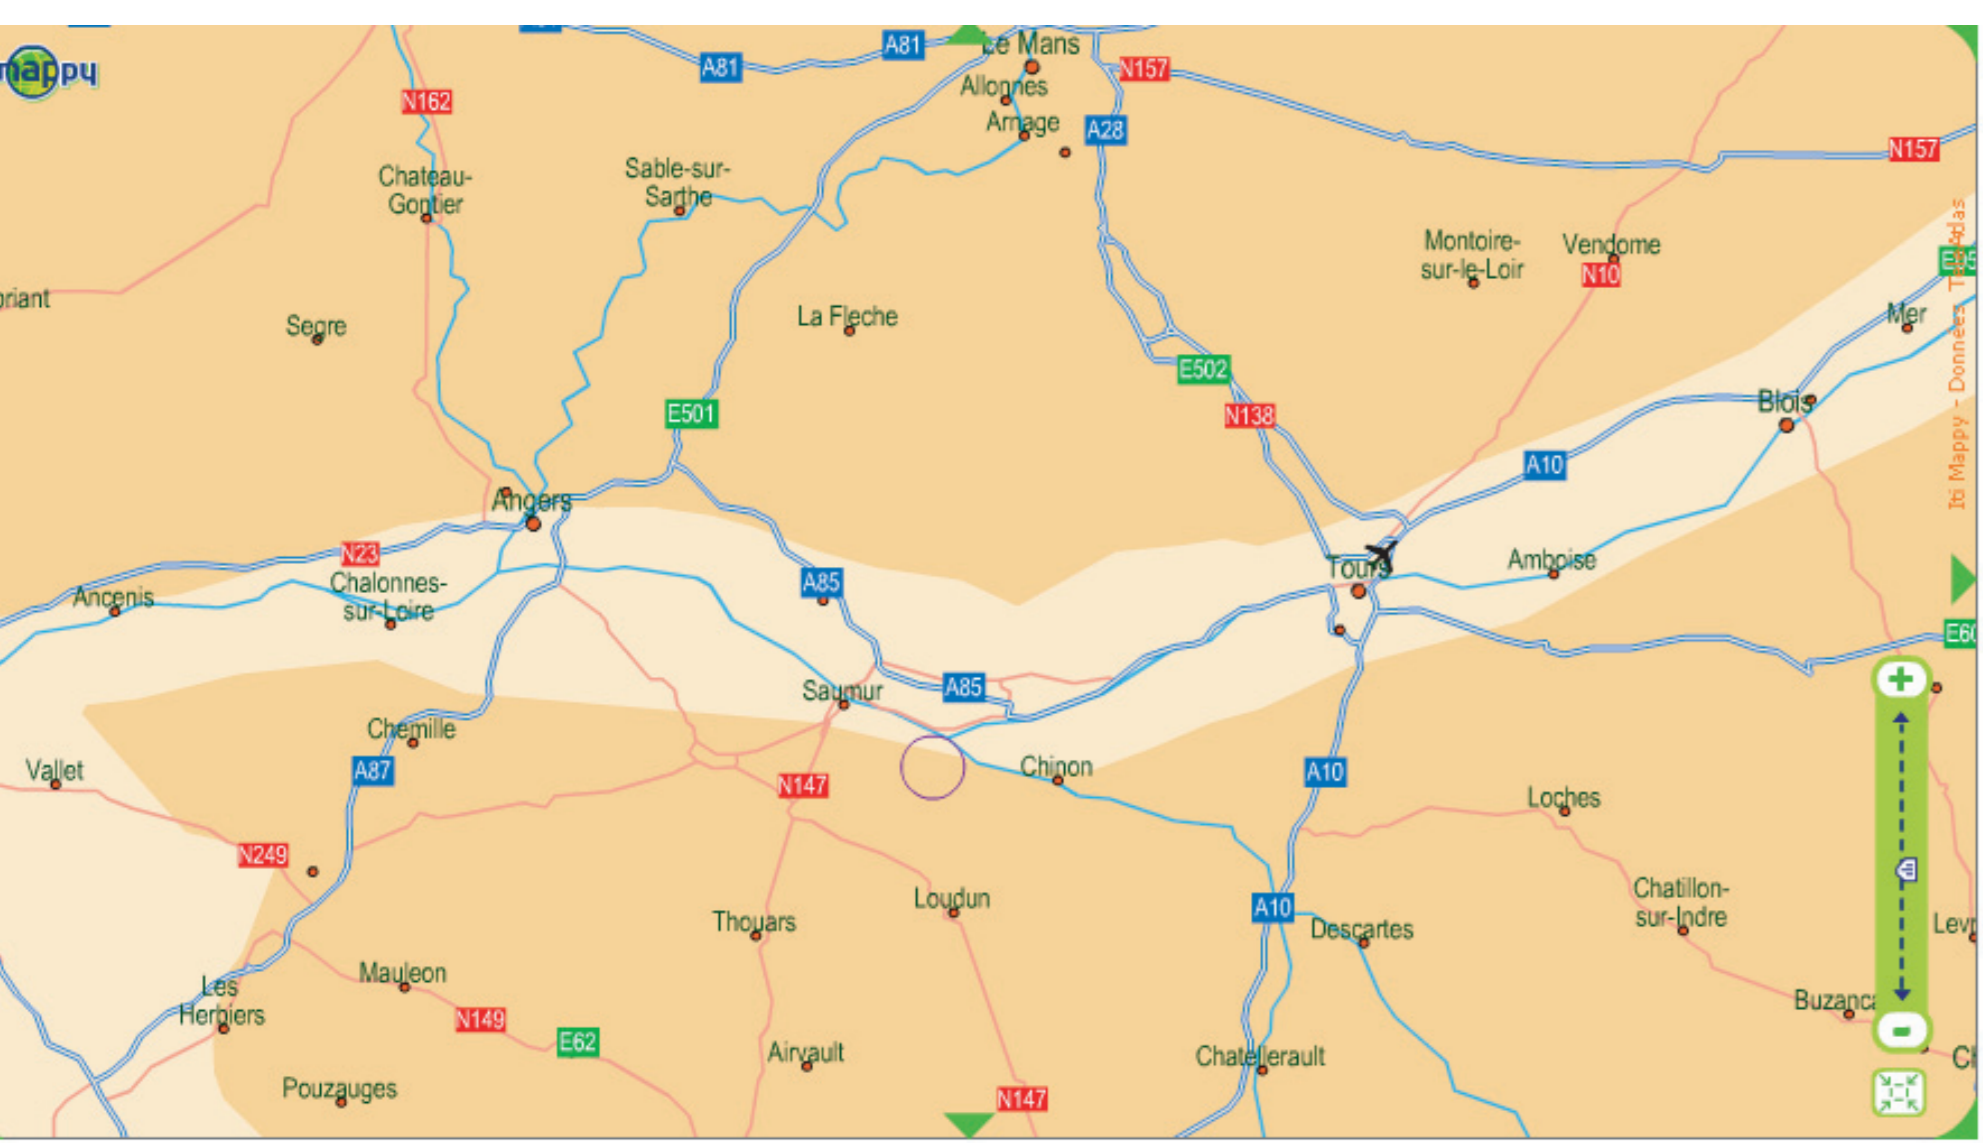 mappy
A81
A81
Le Mans
N157
N162
Allonnes
Arnage
A28
N157
Chateau-
Gontier
Sable-sur-
Sarthe
Montoire-
sur-le-Loir
Vendome
N10
riant
Segre
La Fleche
Mer
E502
E501
N138
Blois
A10
Angers
N23
Chalonnes-
sur-Loire
Ancenis
A85
Tours
Amboise
Saumur
A85
Chemille
A87
Vallet
N147
Chinon
A10
Loches
N249
Loudun
Thouars
A10
Descartes
Chatillon-
sur-Indre
Les
Herbiers
Mauleon
N149
E62
Airvault
Chatellerault
Buzanca
Pouzauges
N147
Iti Mappy - Données